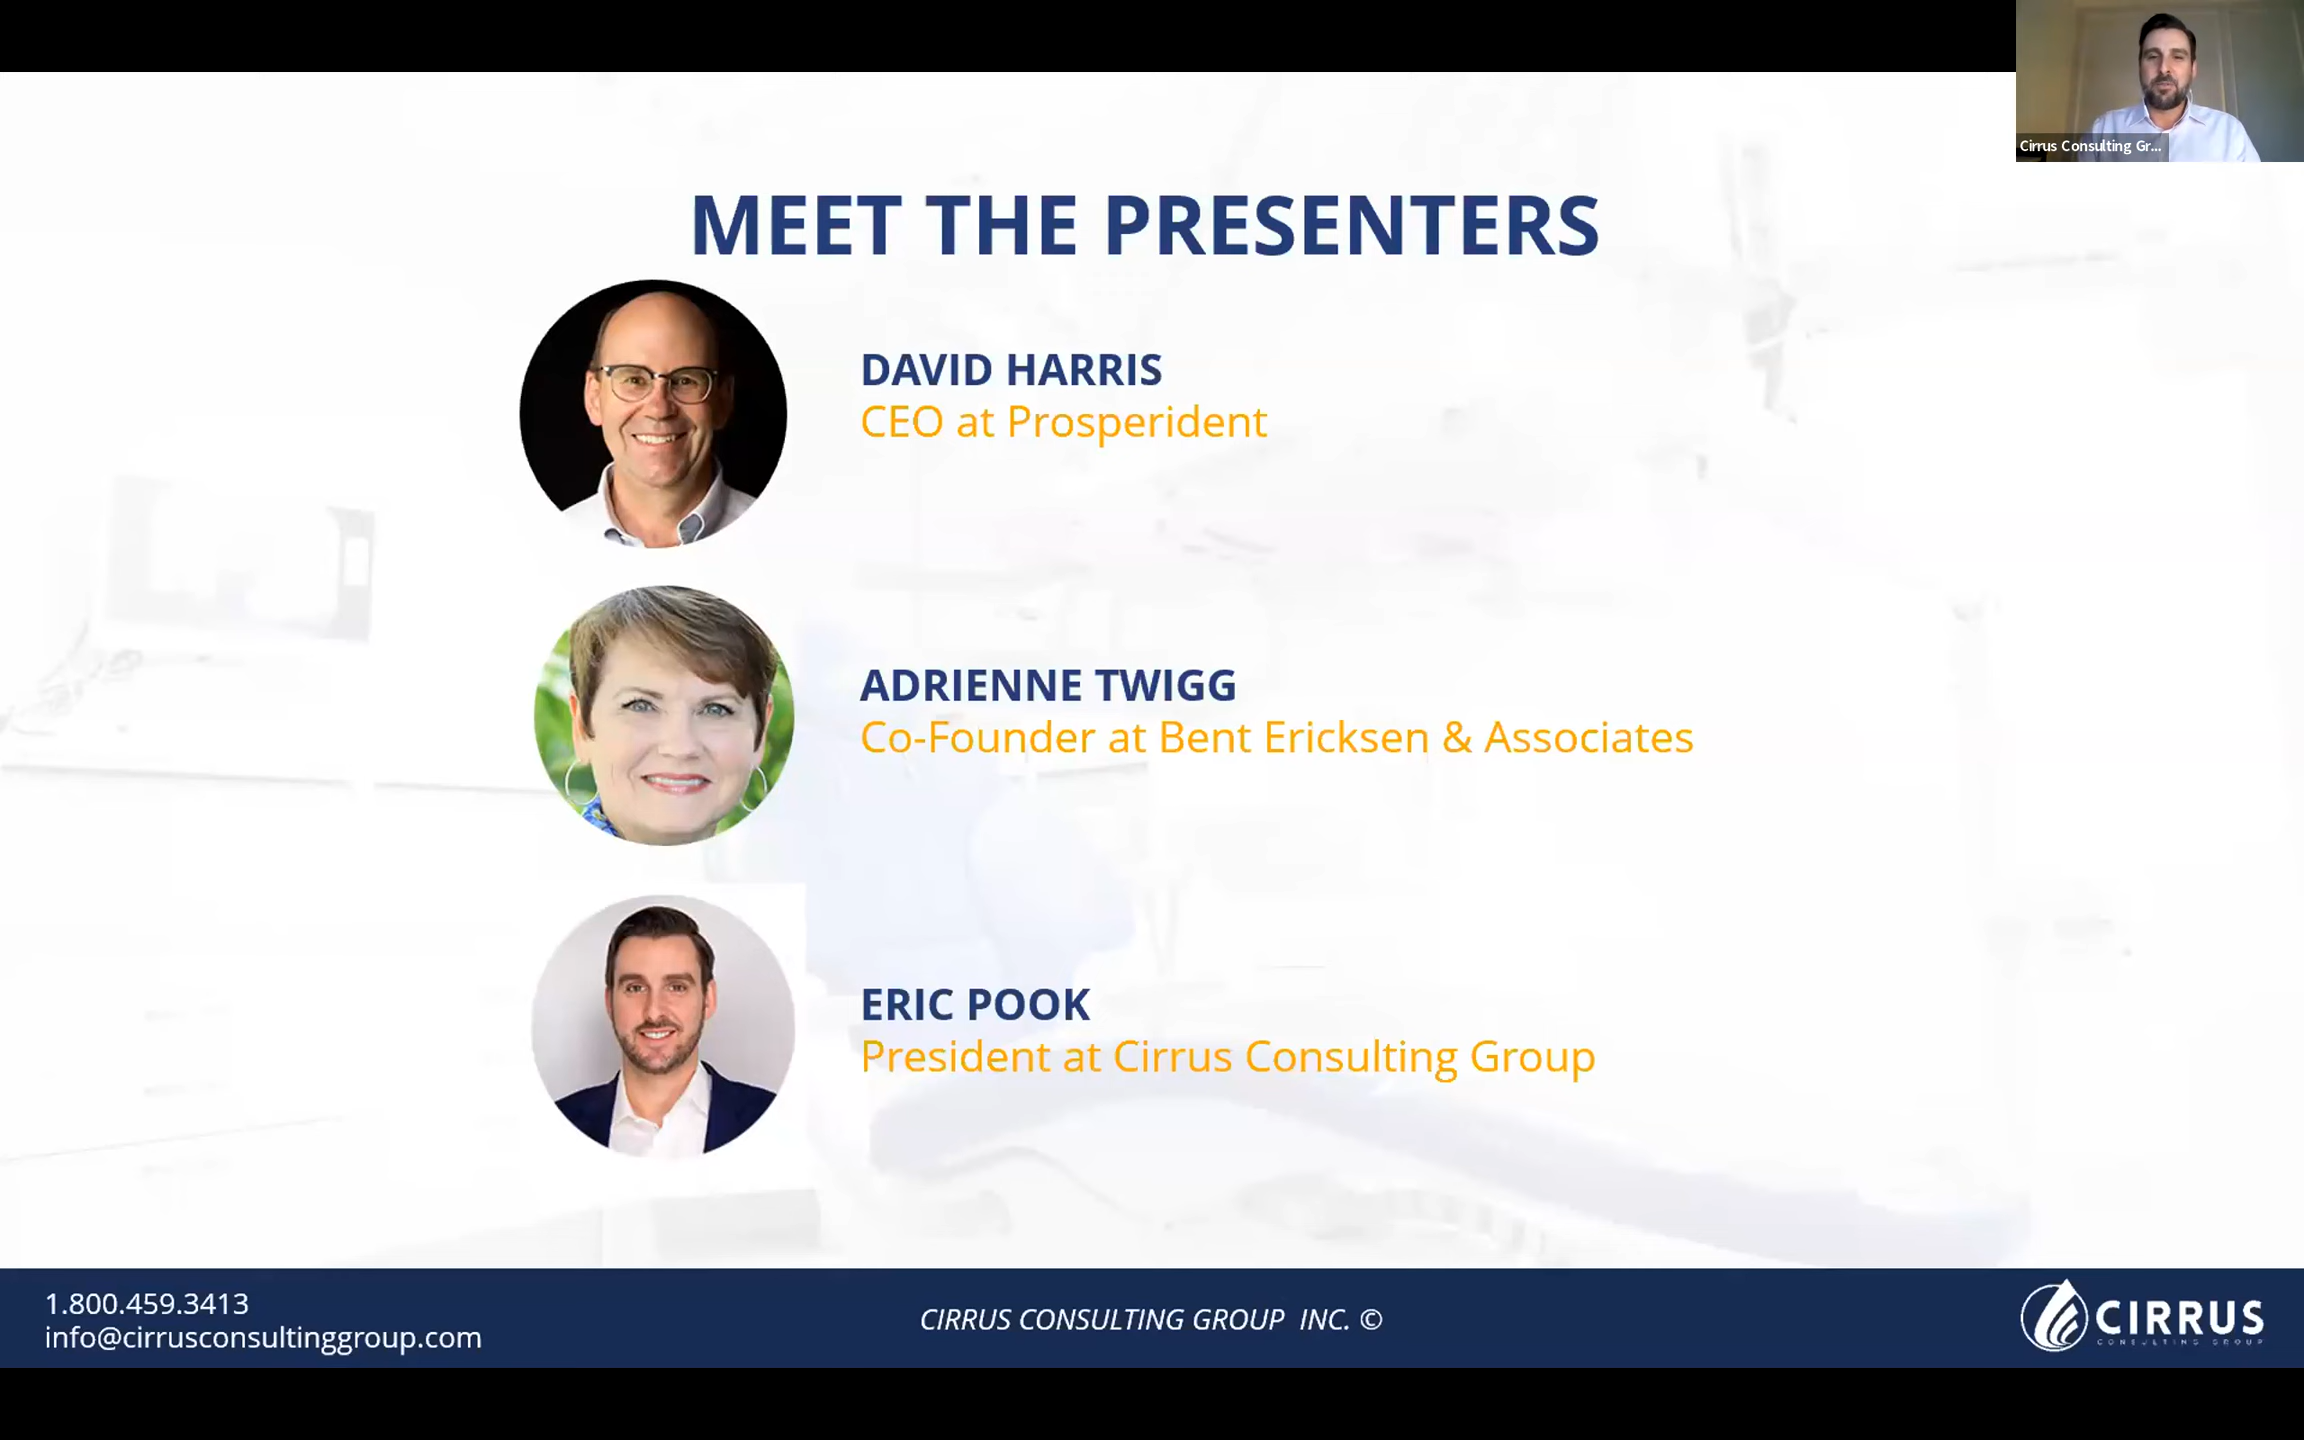 Cirrus Consulting Gr...
MEET THE PRESENTERS
DAVID HARRIS
CEO at Prosperident
ADRIENNE TWIGG
Co-Founder at Bent Ericksen & Associates
ERIC POOK
President at Cirrus Consulting Group
1.800.459.3413
info@cirrusconsultinggroup.com
CIRRUS CONSULTING GROUP INC. ©
CIRRUS
CONSULTING GROUP